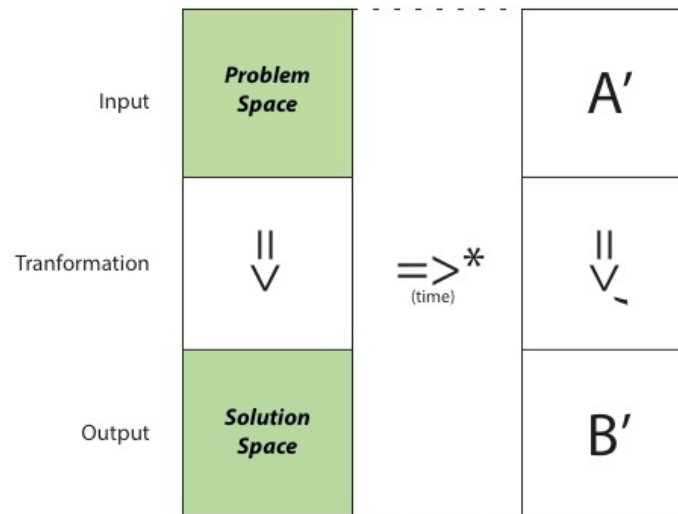 Input
Problem
Space
A′
Tranformation
=>
=>*
(time)
=>′
Output
Solution
Space
B′